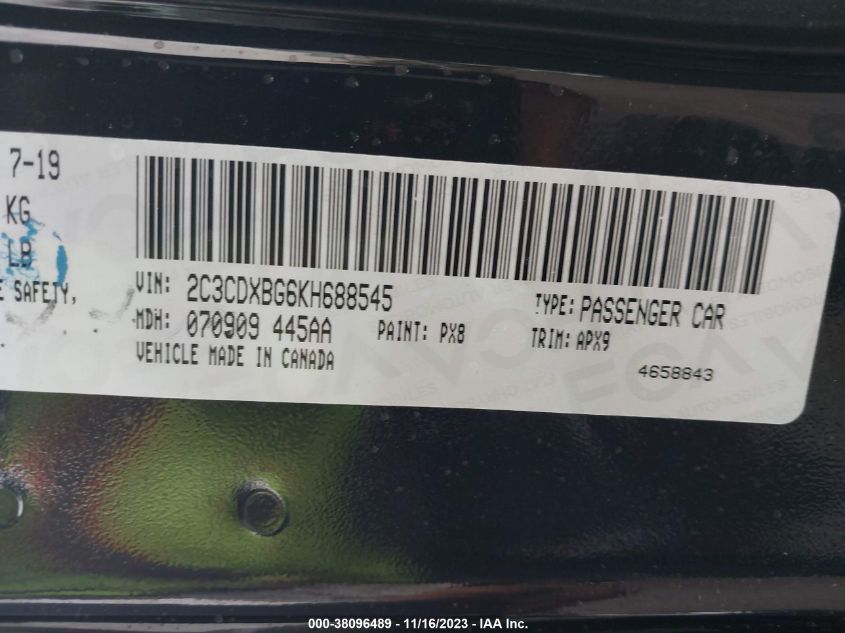 7-19
KG
LB
E SAFETY,
VIN: 2C3CDXBG6KH688545
TYPE: PASSENGER CAR
MDH: 070909 445AA
PAINT: PX8
TRIM: APX9
VEHICLE MADE IN CANADA
4658843
000-38096489 - 11/16/2023 - IAA Inc.